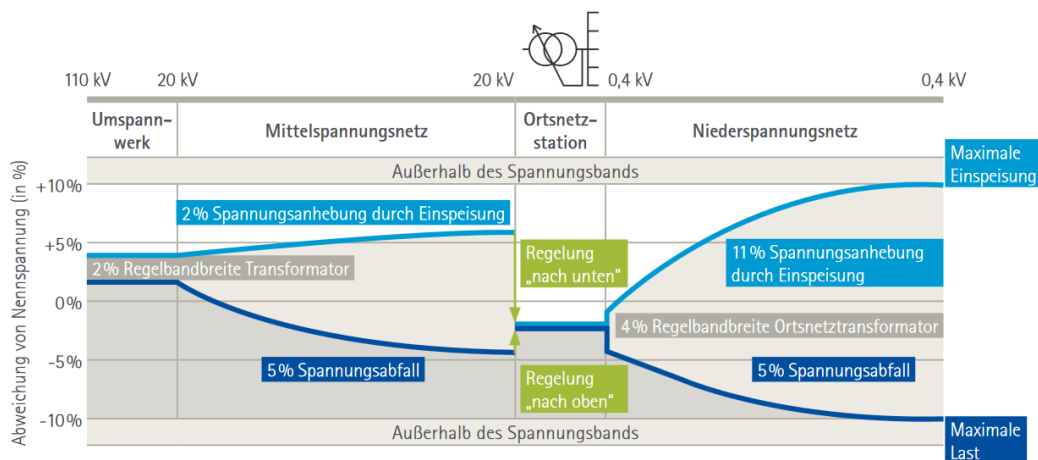 110 kV
20 kV
20 kV
0,4 kV
0,4 kV
Umspann-
werk
Mittelspannungsnetz
Ortsnetz-
station
Niederspannungsnetz
Abweichung von Nennspannung (in %)
+10%
+5%
0%
-5%
-10%
Außerhalb des Spannungsbands
Maximale
Einspeisung
2% Spannungsanhebung durch Einspeisung
2% Regelbandbreite Transformator
Regelung
„nach unten“
11% Spannungsanhebung
durch Einspeisung
4% Regelbandbreite Ortsnetztransformator
5% Spannungsabfall
Regelung
„nach oben“
5% Spannungsabfall
Außerhalb des Spannungsbands
Maximale
Last